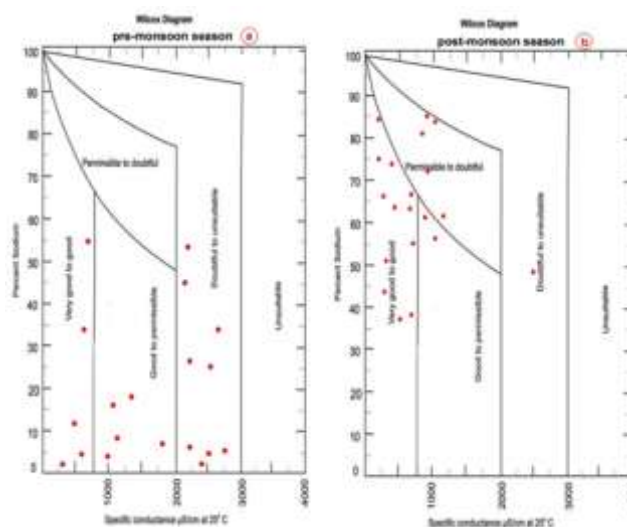 Wilcox Diagram
pre-monsoon season a
100
90
80
70
60
50
40
30
20
10
5
Percent Sodium
Permissible to doubtful
Very good to good
Good to permissible
Doubtful to unsuitable
Unsuitable
1000
2000
3000
4000
Specific conductance µS/cm at 25° C
Wilcox Diagram
post-monsoon season b
100
90
80
70
60
50
40
30
20
10
0
Percent Sodium
Permissible to doubtful
Very good to good
Good to permissible
Doubtful to unsuitable
Unsuitable
1000
2000
3000
Specific conductance µS/cm at 25° C